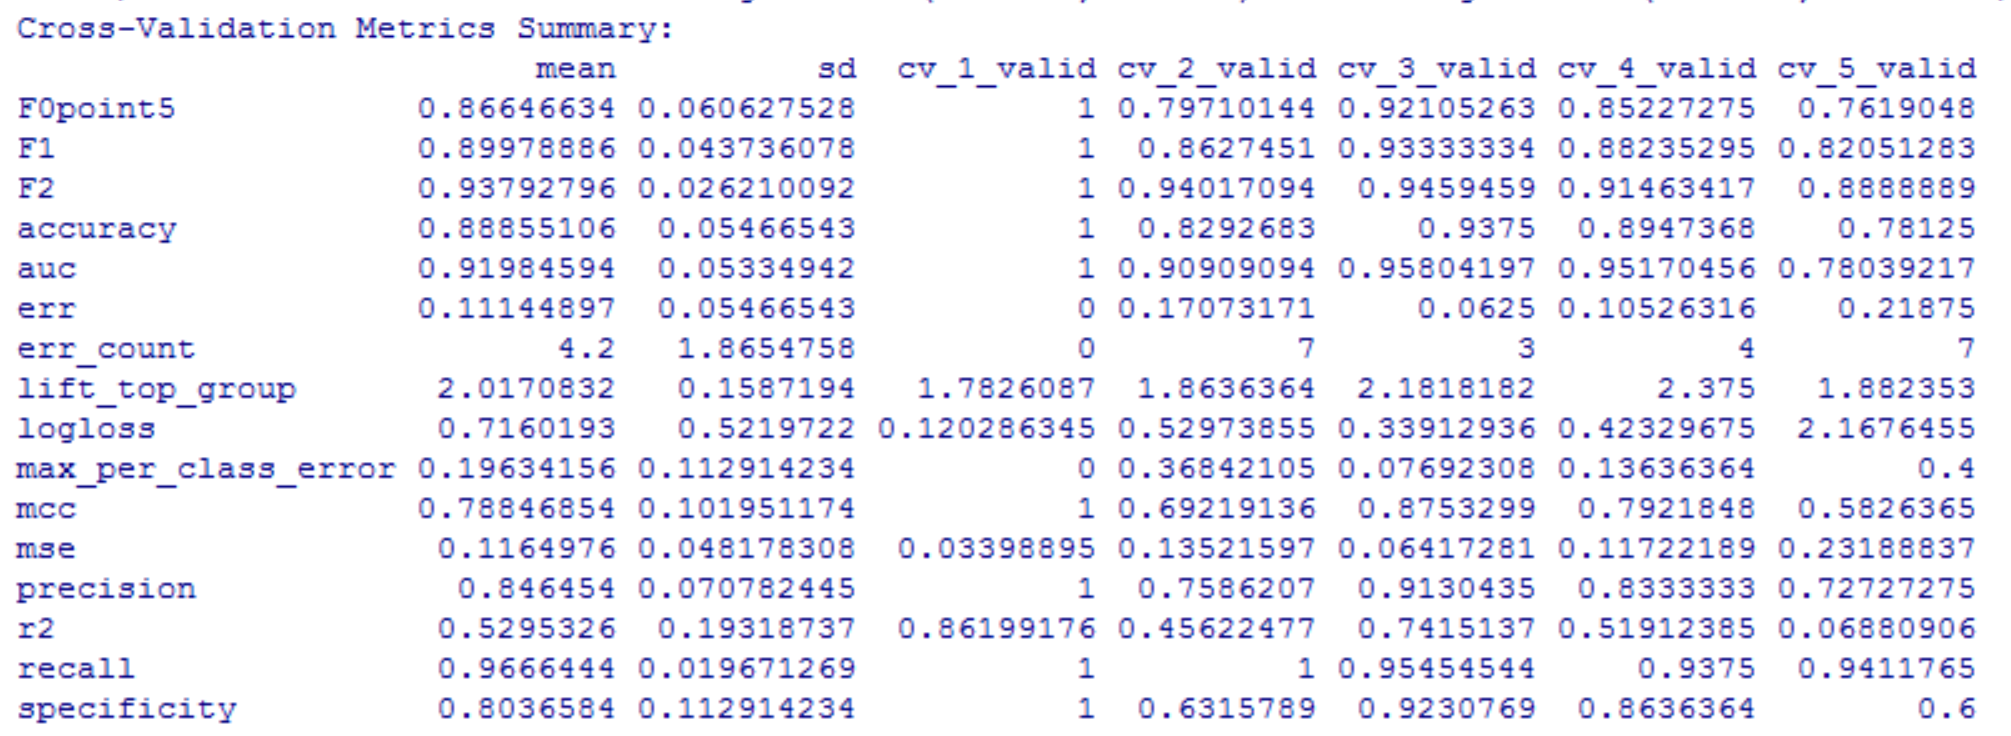 Cross-Validation Metrics Summary:
mean sd cv_1_valid cv_2_valid cv_3_valid cv_4_valid cv_5_valid
F0point5 0.86646634 0.060627528 1 0.79710144 0.92105263 0.85227275 0.7619048
F1 0.89978886 0.043736078 1 0.8627451 0.93333334 0.88235295 0.82051283
F2 0.93792796 0.026210092 1 0.94017094 0.9459459 0.91463417 0.8888889
accuracy 0.88855106 0.05466543 1 0.8292683 0.9375 0.8947368 0.78125
auc 0.91984594 0.05334942 1 0.90909094 0.95804197 0.95170456 0.78039217
err 0.11144897 0.05466543 0 0.17073171 0.0625 0.10526316 0.21875
err_count 4.2 1.8654758 0 7 3 4 7
lift_top_group 2.0170832 0.1587194 1.7826087 1.8636364 2.1818182 2.375 1.882353
logloss 0.7160193 0.5219722 0.120286345 0.52973855 0.33912936 0.42329675 2.1676455
max_per_class_error 0.19634156 0.112914234 0 0.36842105 0.07692308 0.13636364 0.4
mcc 0.78846854 0.101951174 1 0.69219136 0.8753299 0.7921848 0.5826365
mse 0.1164976 0.048178308 0.03398895 0.13521597 0.06417281 0.11722189 0.23188837
precision 0.846454 0.070782445 1 0.7586207 0.9130435 0.8333333 0.72727275
r2 0.5295326 0.19318737 0.86199176 0.45622477 0.7415137 0.51912385 0.06880906
recall 0.9666444 0.019671269 1 1 0.95454544 0.9375 0.9411765
specificity 0.8036584 0.112914234 1 0.6315789 0.9230769 0.8636364 0.6